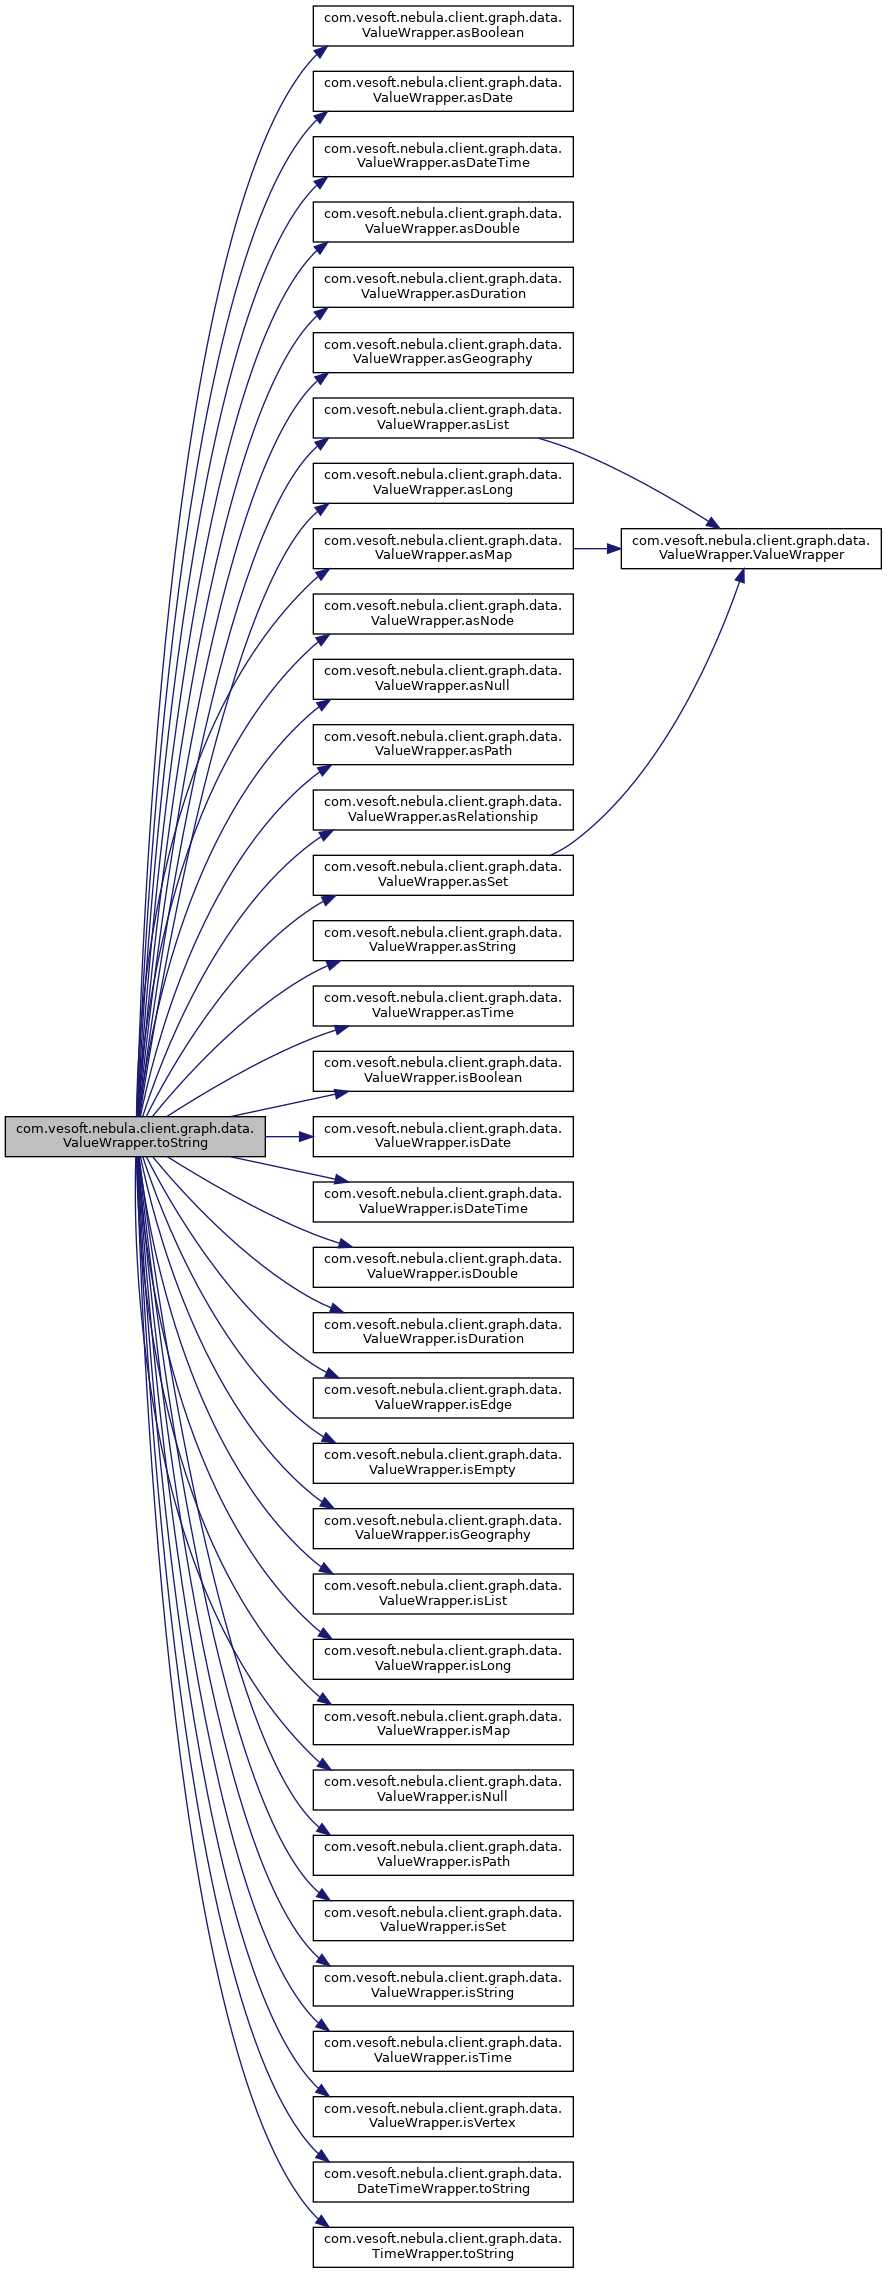 com.vesoft.nebula.client.graph.data.
ValueWrapper.asBoolean
com.vesoft.nebula.client.graph.data.
ValueWrapper.asDate
com.vesoft.nebula.client.graph.data.
ValueWrapper.asDateTime
com.vesoft.nebula.client.graph.data.
ValueWrapper.asDouble
com.vesoft.nebula.client.graph.data.
ValueWrapper.asDuration
com.vesoft.nebula.client.graph.data.
ValueWrapper.asGeography
com.vesoft.nebula.client.graph.data.
ValueWrapper.asList
com.vesoft.nebula.client.graph.data.
ValueWrapper.asLong
com.vesoft.nebula.client.graph.data.
ValueWrapper.asMap
com.vesoft.nebula.client.graph.data.
ValueWrapper.ValueWrapper
com.vesoft.nebula.client.graph.data.
ValueWrapper.asNode
com.vesoft.nebula.client.graph.data.
ValueWrapper.asNull
com.vesoft.nebula.client.graph.data.
ValueWrapper.asPath
com.vesoft.nebula.client.graph.data.
ValueWrapper.asRelationship
com.vesoft.nebula.client.graph.data.
ValueWrapper.asSet
com.vesoft.nebula.client.graph.data.
ValueWrapper.asString
com.vesoft.nebula.client.graph.data.
ValueWrapper.asTime
com.vesoft.nebula.client.graph.data.
ValueWrapper.isBoolean
com.vesoft.nebula.client.graph.data.
ValueWrapper.toString
com.vesoft.nebula.client.graph.data.
ValueWrapper.isDate
com.vesoft.nebula.client.graph.data.
ValueWrapper.isDateTime
com.vesoft.nebula.client.graph.data.
ValueWrapper.isDouble
com.vesoft.nebula.client.graph.data.
ValueWrapper.isDuration
com.vesoft.nebula.client.graph.data.
ValueWrapper.isEdge
com.vesoft.nebula.client.graph.data.
ValueWrapper.isEmpty
com.vesoft.nebula.client.graph.data.
ValueWrapper.isGeography
com.vesoft.nebula.client.graph.data.
ValueWrapper.isList
com.vesoft.nebula.client.graph.data.
ValueWrapper.isLong
com.vesoft.nebula.client.graph.data.
ValueWrapper.isMap
com.vesoft.nebula.client.graph.data.
ValueWrapper.isNull
com.vesoft.nebula.client.graph.data.
ValueWrapper.isPath
com.vesoft.nebula.client.graph.data.
ValueWrapper.isSet
com.vesoft.nebula.client.graph.data.
ValueWrapper.isString
com.vesoft.nebula.client.graph.data.
ValueWrapper.isTime
com.vesoft.nebula.client.graph.data.
ValueWrapper.isVertex
com.vesoft.nebula.client.graph.data.
DateTimeWrapper.toString
com.vesoft.nebula.client.graph.data.
TimeWrapper.toString